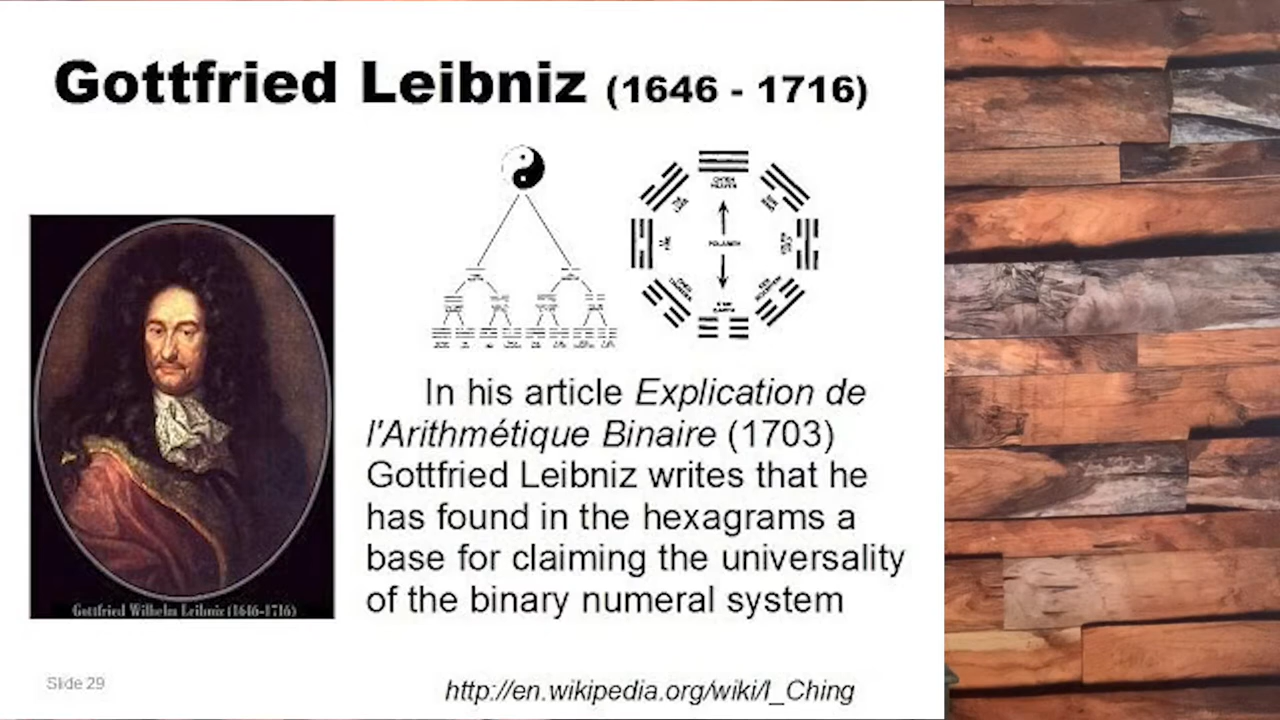 Gottfried Leibniz (1646 - 1716)
In his article Explication de
l'Arithmétique Binaire (1703)
Gottfried Leibniz writes that he
has found in the hexagrams a
base for claiming the universality
of the binary numeral system
Gottfried Wilhelm Leibniz (1646-1716)
Slide 29
http://en.wikipedia.org/wiki/I_Ching